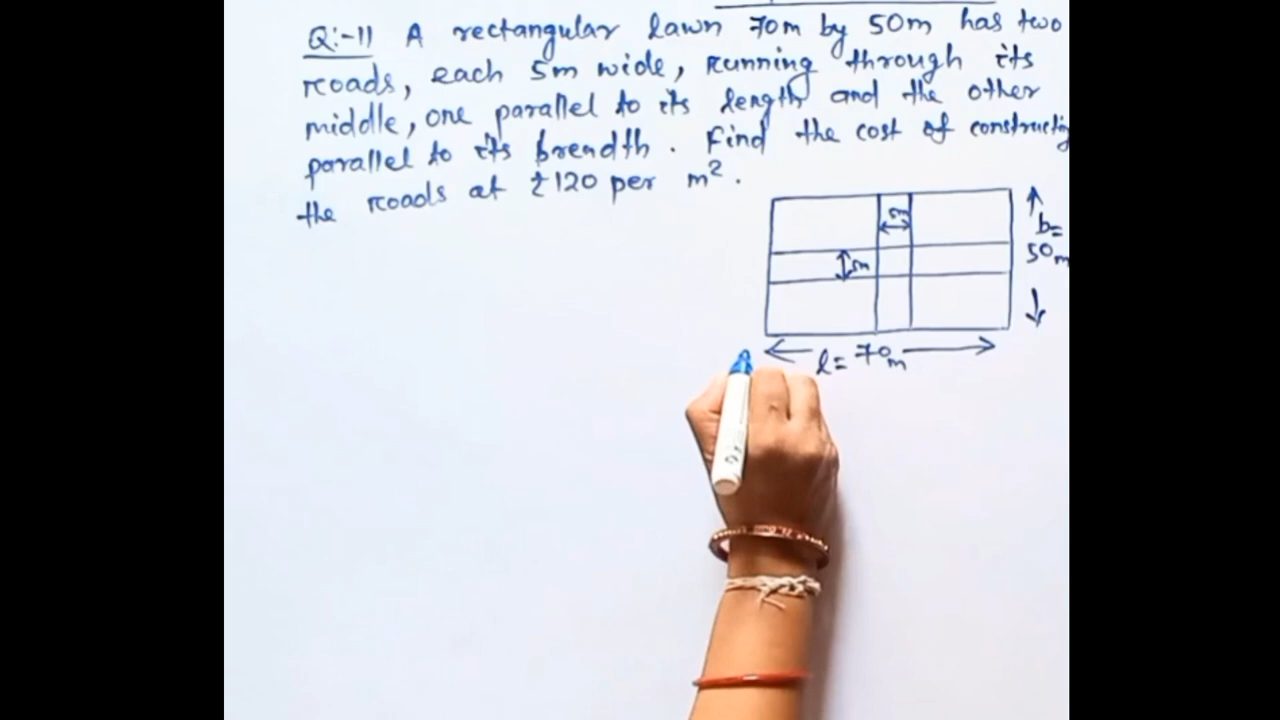 Q:-11 A rectangular lawn 70m by 50m has two
roads, each 5m wide, running through its
middle, one parallel to its length and the other
parallel to its breadth. Find the cost of constructing
the roads at ₹120 per m².
5m
b=
50m
5m
l= 70m